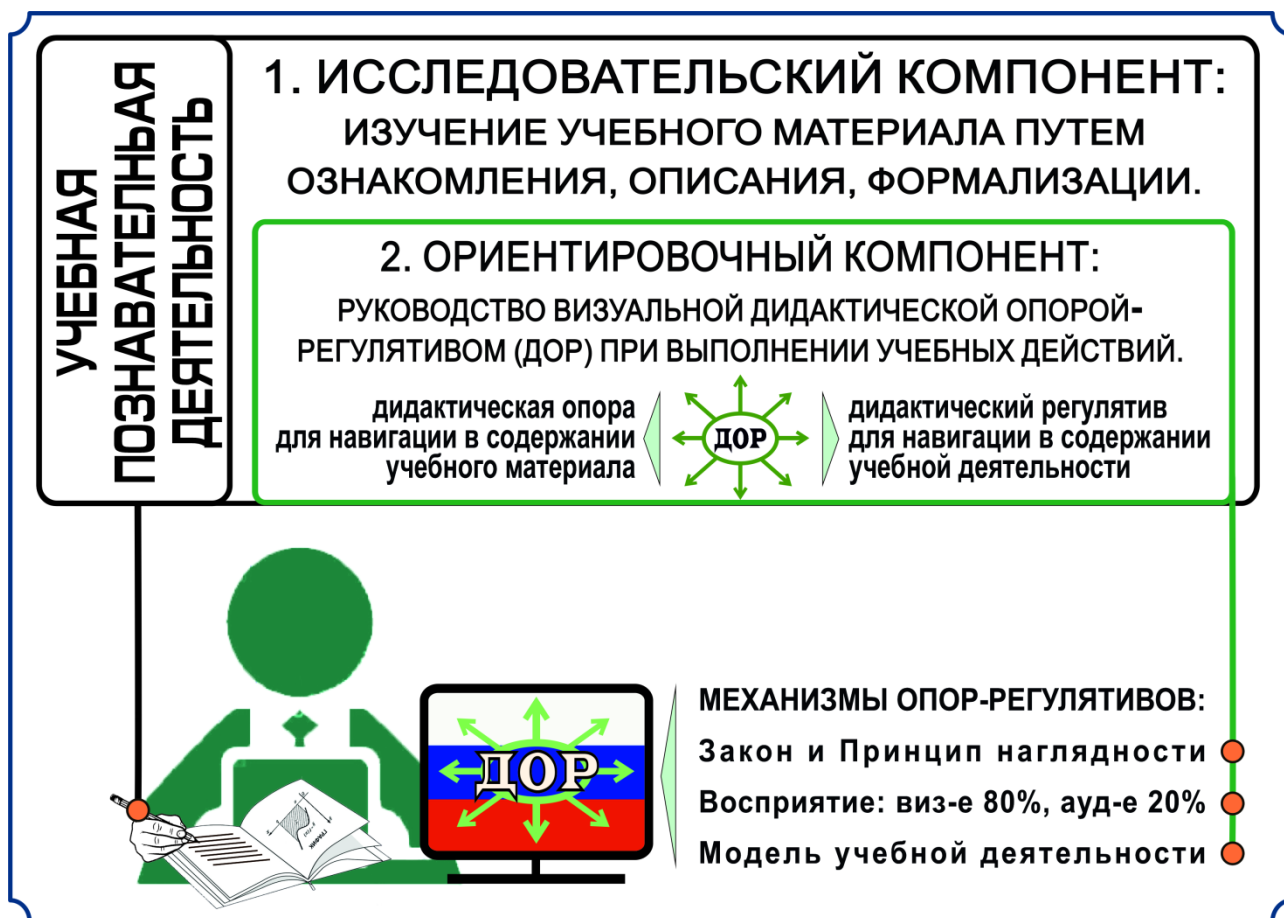 УЧЕБНАЯ
ПОЗНАВАТЕЛНЬАЯ
ДЕЯТЕЛЬНОСТЬ
1. ИССЛЕДОВАТЕЛЬСКИЙ КОМПОНЕНТ:
ИЗУЧЕНИЕ УЧЕБНОГО МАТЕРИАЛА ПУТЕМ
ОЗНАКОМЛЕНИЯ, ОПИСАНИЯ, ФОРМАЛИЗАЦИИ.
2. ОРИЕНТИРОВОЧНЫЙ КОМПОНЕНТ:
РУКОВОДСТВО ВИЗУАЛЬНОЙ ДИДАКТИЧЕСКОЙ ОПОРОЙ-
РЕГУЛЯТИВОМ (ДОР) ПРИ ВЫПОЛНЕНИИ УЧЕБНЫХ ДЕЙСТВИЙ.
дидактическая опора
для навигации в содержании
учебного материала
ДОР
дидактический регулятив
для навигации в содержании
учебной деятельности
ДОР
ГРАФИК
МЕХАНИЗМЫ ОПОР-РЕГУЛЯТИВОВ:
Закон и Принцип наглядности
Восприятие: виз-е 80%, ауд-е 20%
Модель учебной деятельности